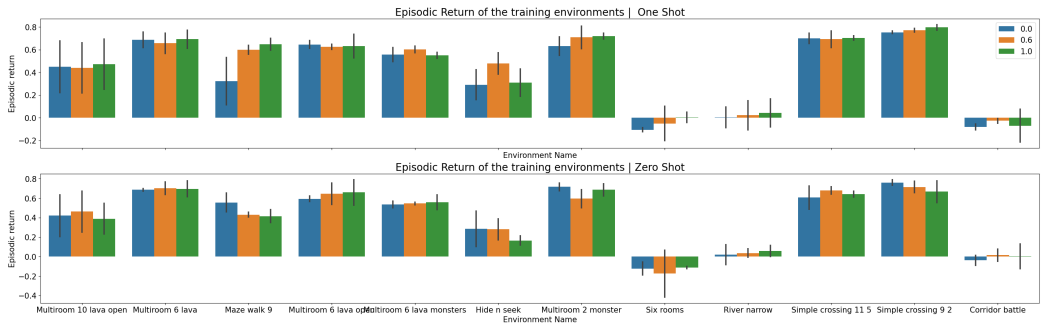 Episodic Return of the training environments | One Shot
Episodic return
0.8
0.6
0.4
0.2
0.0
−0.2
0.0
0.6
1.0
Environment Name
Episodic Return of the training environments | Zero Shot
Episodic return
0.8
0.6
0.4
0.2
0.0
−0.2
−0.4
Multiroom 10 lava open
Multiroom 6 lava
Maze walk 9
Multiroom 6 lava open
Multiroom 6 lava monsters
Hide n seek
Multiroom 2 monster
Six rooms
River narrow
Simple crossing 11 5
Simple crossing 9 2
Corridor battle
Environment Name